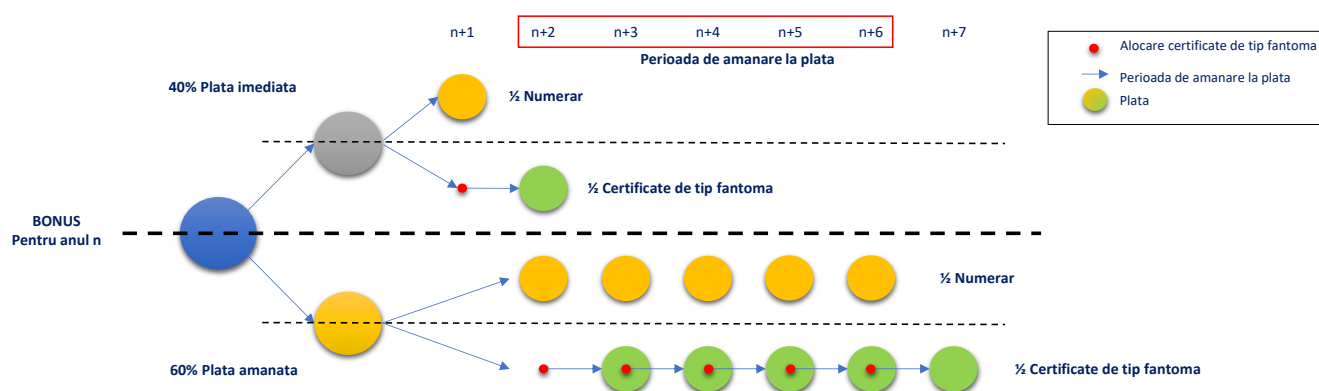 n+1 n+2 n+3 n+4 n+5 n+6 n+7
Perioada de amanare la plata
Alocare certificate de tip fantoma
Perioada de amanare la plata
Plata
40% Plata imediata
½ Numerar
½ Certificate de tip fantoma
BONUS
Pentru anul n
½ Numerar
60% Plata amanata
½ Certificate de tip fantoma